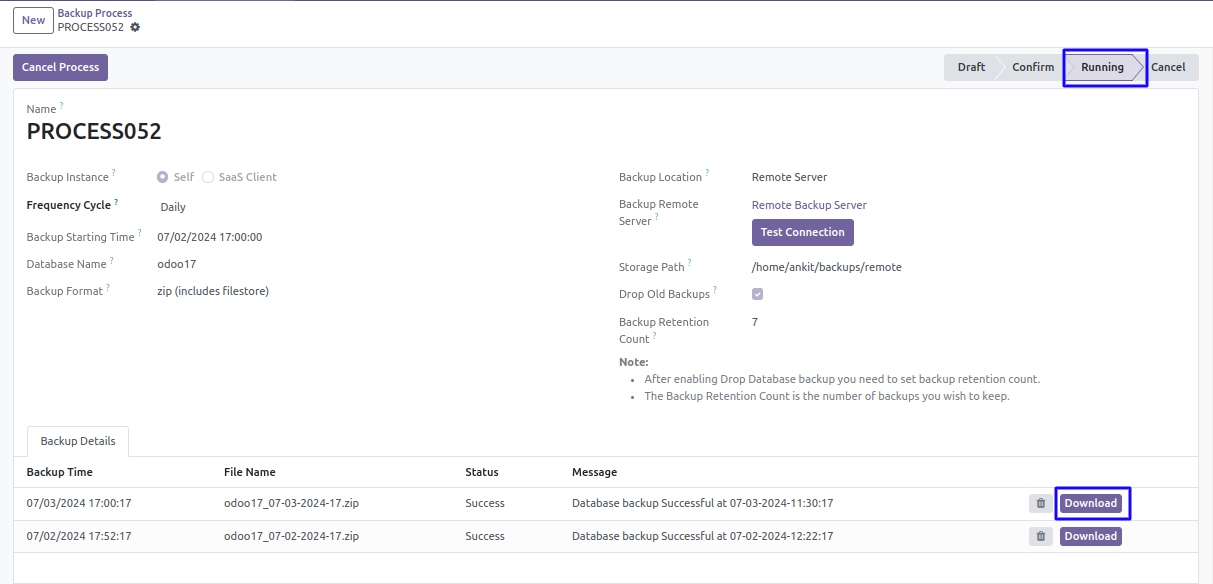 New
Backup Process
PROCESS052
Cancel Process
Draft
Confirm
Running
Cancel
Name ?
PROCESS052
Backup Instance ?
Self
SaaS Client
Frequency Cycle ?
Daily
Backup Starting Time ?
07/02/2024 17:00:00
Database Name ?
odoo17
Backup Format ?
zip (includes filestore)
Backup Location ?
Remote Server
Backup Remote
Server ?
Remote Backup Server
Test Connection
Storage Path ?
/home/ankit/backups/remote
Drop Old Backups ?
Backup Retention
Count ?
7
Note:
• After enabling Drop Database backup you need to set backup retention count.
• The Backup Retention Count is the number of backups you wish to keep.
Backup Details
Backup Time File Name Status Message
07/03/2024 17:00:17 odoo17_07-03-2024-17.zip Success Database backup Successful at 07-03-2024-11:30:17 Download
07/02/2024 17:52:17 odoo17_07-02-2024-17.zip Success Database backup Successful at 07-02-2024-12:22:17 Download